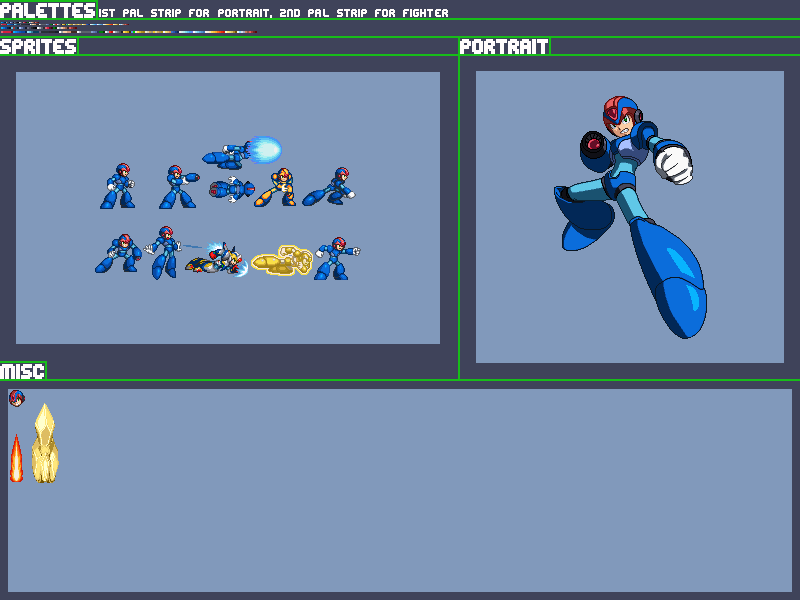 PALETTES 1ST PAL STRIP FOR PORTRAIT, 2ND PAL STRIP FOR FIGHTER
SPRITES
PORTRAIT
MISC